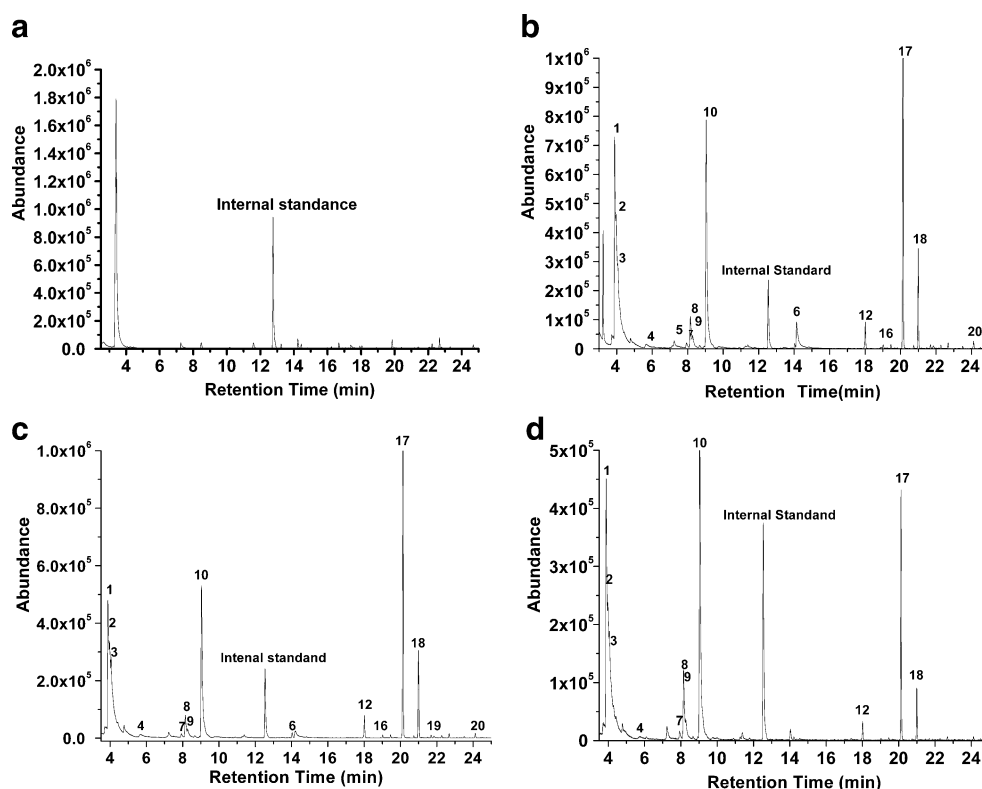 a
2.0x10⁶
1.8x10⁶
1.6x10⁶
1.4x10⁶
1.2x10⁶
1.0x10⁶
8.0x10⁵
6.0x10⁵
4.0x10⁵
2.0x10⁵
0.0
Abundance
Internal standance
4 6 8 10 12 14 16 18 20 22 24
Retention Time (min)
b
1x10⁶
9x10⁵
8x10⁵
7x10⁵
6x10⁵
5x10⁵
4x10⁵
3x10⁵
2x10⁵
1x10⁵
0
Abundance
17
10
1
2
18
3
Internal Standard
8
6
12
9
5
7
4
16
20
4 6 8 10 12 14 16 18 20 22 24
Retention Time(min)
c
1.0x10⁶
8.0x10⁵
6.0x10⁵
4.0x10⁵
2.0x10⁵
0.0
Abundance
17
10
1
2
18
3
Intenal standand
8
12
9
7
4
6
16
19
20
4 6 8 10 12 14 16 18 20 22 24
Retention Time (min)
d
5x10⁵
4x10⁵
3x10⁵
2x10⁵
1x10⁵
0
Abundance
10
1
17
Internal Standand
2
3
8
9
18
12
7
4
4 6 8 10 12 14 16 18 20 22 24
Retention Time (min)